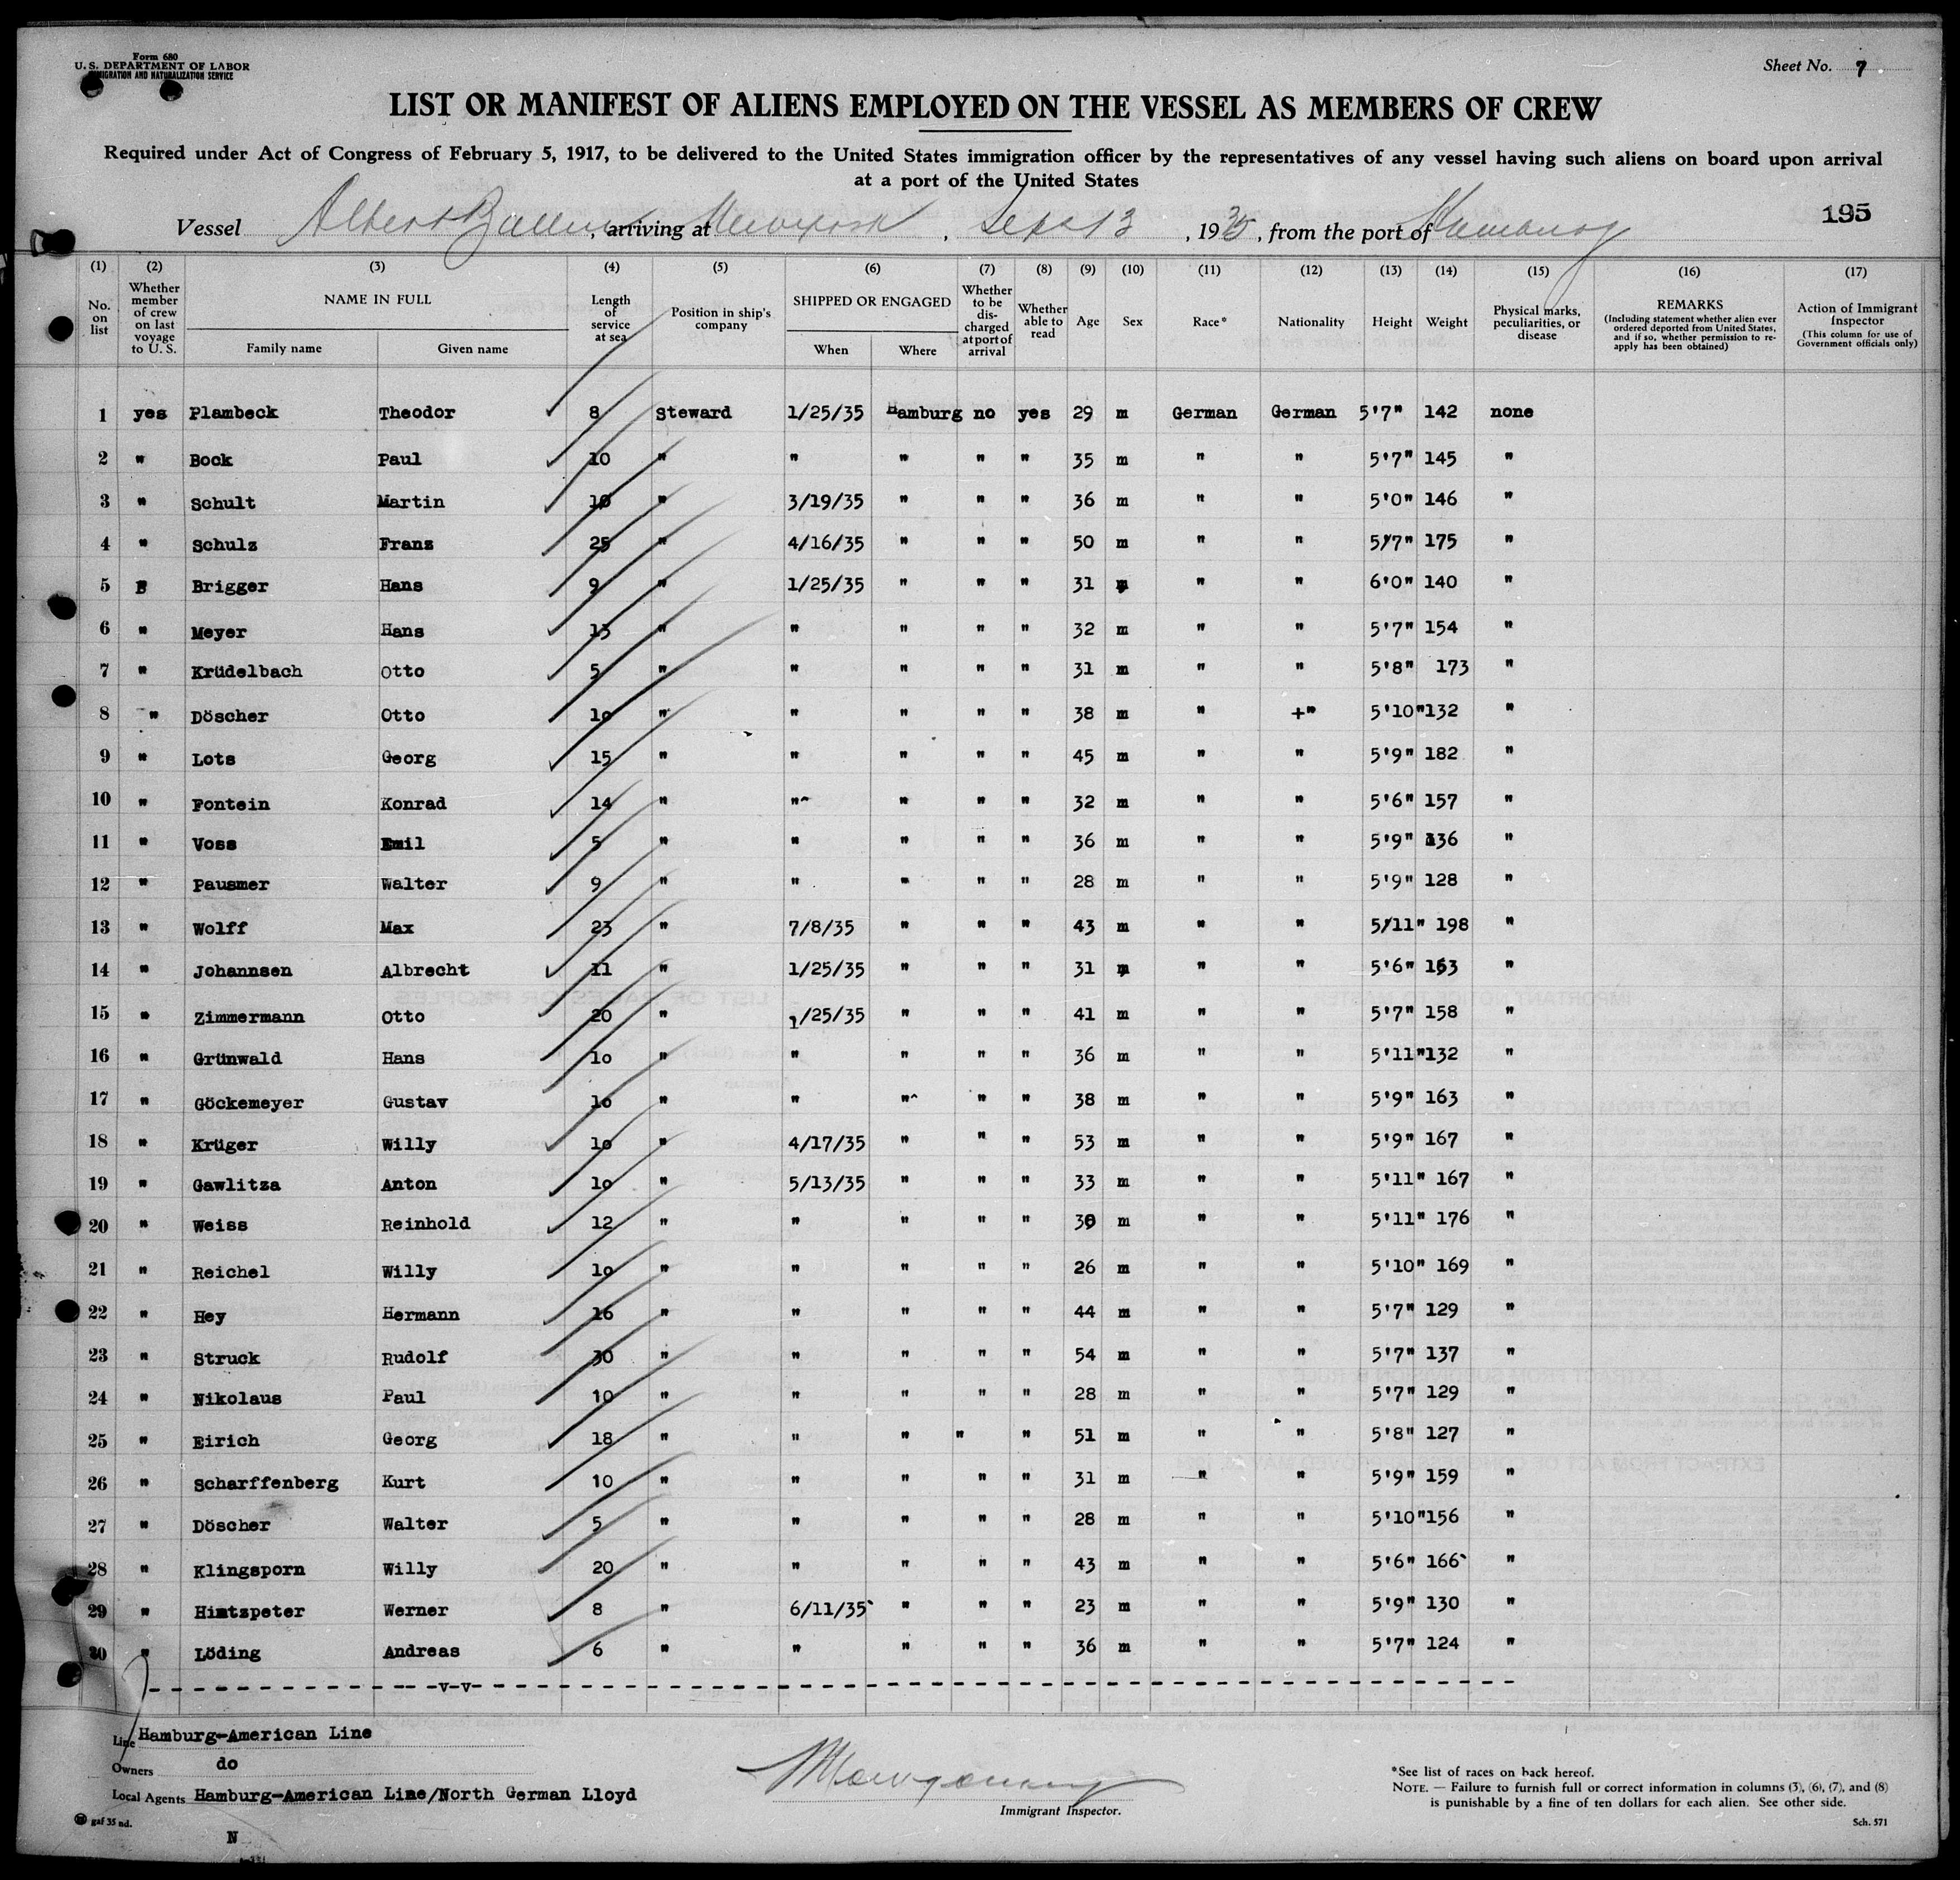 Form 680
U. S. DEPARTMENT OF LABOR
IMMIGRATION AND NATURALIZATION SERVICE
Sheet No. 7
LIST OR MANIFEST OF ALIENS EMPLOYED ON THE VESSEL AS MEMBERS OF CREW
Required under Act of Congress of February 5, 1917, to be delivered to the United States immigration officer by the representatives of any vessel having such aliens on board upon arrival
at a port of the United States
195
Vessel Albert Ballin, arriving at Newyork, Sept 13, 1935, from the port of Hamburg
(1) (2) (3) (4) (5) (6) (7) (8) (9) (10) (11) (12) (13) (14) (15) (16) (17)
No. on list | Whether member of crew on last voyage to U. S. | NAME IN FULL Family name Given name | Length of service at sea | Position in ship's company | SHIPPED OR ENGAGED When Where | Whether to be discharged at port of arrival | Whether able to read | Age | Sex | Race* | Nationality | Height | Weight | Physical marks, peculiarities, or disease | REMARKS (Including statement whether alien ever ordered deported from United States, and if so, whether permission to re-apply has been obtained) | Action of Immigrant Inspector (This column for use of Government officials only)
1 yes Plambeck Theodor 8 Steward 1/25/35 Hamburg no yes 29 m German German 5'7" 142 none
2 " Bock Paul 10 " " " " " 35 m " " 5'7" 145 "
3 " Schult Martin 10 " 3/19/35 " " " 36 m " " 5'0" 146 "
4 " Schulz Franz 25 " 4/16/35 " " " 50 m " " 5/7" 175 "
5 " Brigger Hans 9 " 1/25/35 " " " 31 m " " 6'0" 140 "
6 " Meyer Hans 13 " " " " " 32 m " " 5'7" 154 "
7 " Krüdelbach Otto 5 " " " " " 31 m " " 5'8" 173 "
8 " Döscher Otto 10 " " " " " 38 m " +" 5'10" 132 "
9 " Lots Georg 15 " " " " " 45 m " " 5'9" 182 "
10 " Fontein Konrad 14 " " " " " 32 m " " 5'6" 157 "
11 " Voss Emil 5 " " " " " 36 m " " 5'9" 136 "
12 " Pausmer Walter 9 " " " " " 28 m " " 5'9" 128 "
13 " Wolff Max 23 " 7/8/35 " " " 43 m " " 5/11" 198 "
14 " Johannsen Albrecht 11 " 1/25/35 " " " 31 m " " 5'6" 163 "
15 " Zimmermann Otto 20 " 1/25/35 " " " 41 m " " 5'7" 158 "
16 " Grünwald Hans 10 " " " " " 36 m " " 5'11" 132 "
17 " Göckemeyer Gustav 10 " " " " " 38 m " " 5'9" 163 "
18 " Krüger Willy 10 " 4/17/35 " " " 53 m " " 5'9" 167 "
19 " Gawlitza Anton 10 " 5/13/35 " " " 33 m " " 5'11" 167 "
20 " Weiss Reinhold 12 " " " " " 39 m " " 5'11" 176 "
21 " Reichel Willy 10 " " " " " 26 m " " 5'10" 169 "
22 " Hey Hermann 16 " " " " " 44 m " " 5'7" 129 "
23 " Struck Rudolf 30 " " " " " 54 m " " 5'7" 137 "
24 " Nikolaus Paul 10 " " " " " 28 m " " 5'7" 129 "
25 " Eirich Georg 18 " " " " " 51 m " " 5'8" 127 "
26 " Scharffenberg Kurt 10 " " " " " 31 m " " 5'9" 159 "
27 " Döscher Walter 5 " " " " " 28 m " " 5'10" 156 "
28 " Klingsporn Willy 20 " " " " " 43 m " " 5'6" 166 "
29 " Hintspeter Werner 8 " 6/11/35 " " " 23 m " " 5'9" 130 "
30 " Löding Andreas 6 " " " " " 36 m " " 5'7" 124 "
-v-v-
Line Hamburg-American Line
Owners do
Local Agents Hamburg-American Line/North German Lloyd
gaf 35 nd.
N
Immigrant Inspector.
*See list of races on back hereof.
NOTE. — Failure to furnish full or correct information in columns (3), (6), (7), and (8)
is punishable by a fine of ten dollars for each alien. See other side.
Sch. 571